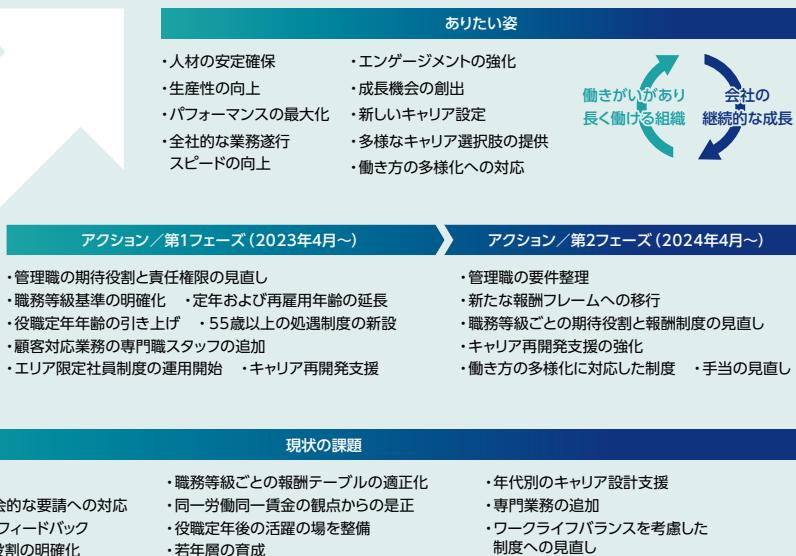 ありたい姿
・人材の安定確保
・生産性の向上
・パフォーマンスの最大化
・全社的な業務遂行
スピードの向上
・エンゲージメントの強化
・成長機会の創出
・新しいキャリア設定
・多様なキャリア選択肢の提供
・働き方の多様化への対応
働きがいがあり
長く働ける組織
会社の
継続的な成長
アクション／第1フェーズ（2023年4月～）
・管理職の期待役割と責任権限の見直し
・職務等級基準の明確化 ・定年および再雇用年齢の延長
・役職定年年齢の引き上げ ・55歳以上の処遇制度の新設
・顧客対応業務の専門職スタッフの追加
・エリア限定社員制度の運用開始 ・キャリア再開発支援
アクション／第2フェーズ（2024年4月～）
・管理職の要件整理
・新たな報酬フレームへの移行
・職務等級ごとの期待役割と報酬制度の見直し
・キャリア再開発支援の強化
・働き方の多様化に対応した制度 ・手当の見直し
現状の課題
的な要請への対応
フィードバック
割の明確化
・職務等級ごとの報酬テーブルの適正化
・同一労働同一賃金の観点からの是正
・役職定年後の活躍の場を整備
・若年層の育成
・年代別のキャリア設計支援
・専門業務の追加
・ワークライフバランスを考慮した
制度への見直し